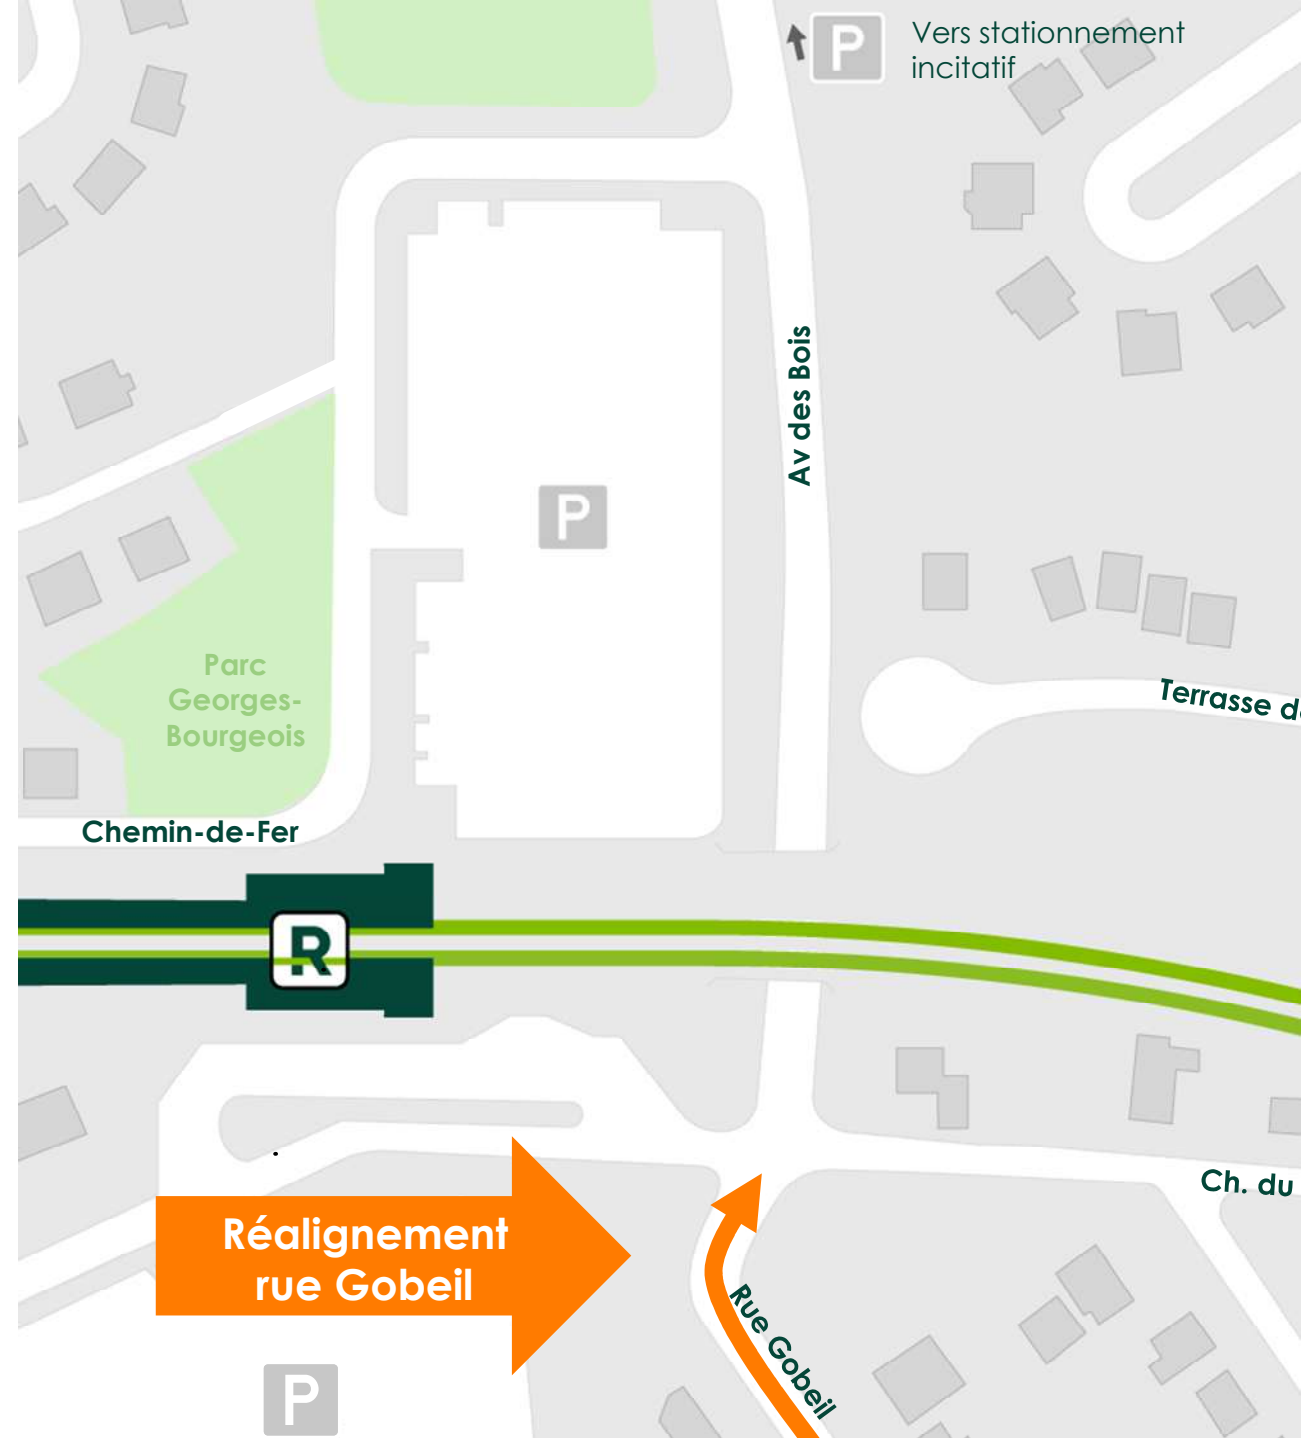 P
Vers stationnement
incitatif
Av des Bois
P
Parc
Georges-
Bourgeois
Terrasse d
Chemin-de-Fer
R
Ch. du
Réalignement
rue Gobeil
Rue Gobeil
P